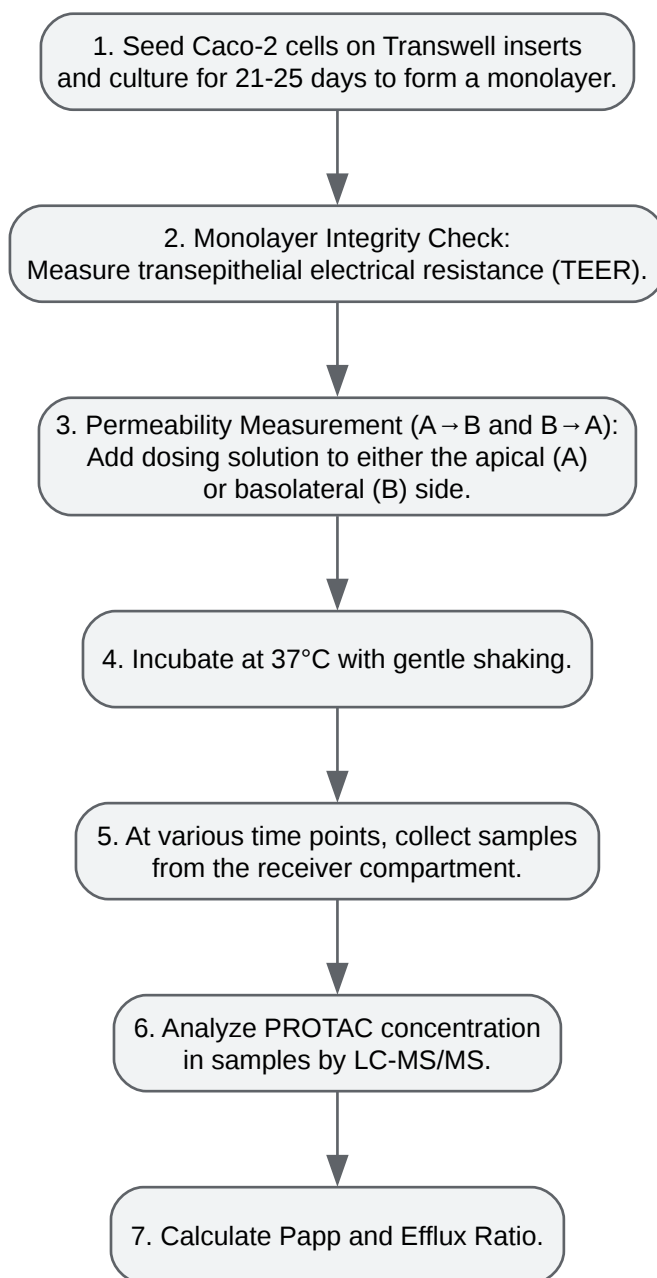 1. Seed Caco-2 cells on Transwell inserts
and culture for 21-25 days to form a monolayer.
2. Monolayer Integrity Check:
Measure transepithelial electrical resistance (TEER).
3. Permeability Measurement (A→B and B→A):
Add dosing solution to either the apical (A)
or basolateral (B) side.
4. Incubate at 37°C with gentle shaking.
5. At various time points, collect samples
from the receiver compartment.
6. Analyze PROTAC concentration
in samples by LC-MS/MS.
7. Calculate Papp and Efflux Ratio.